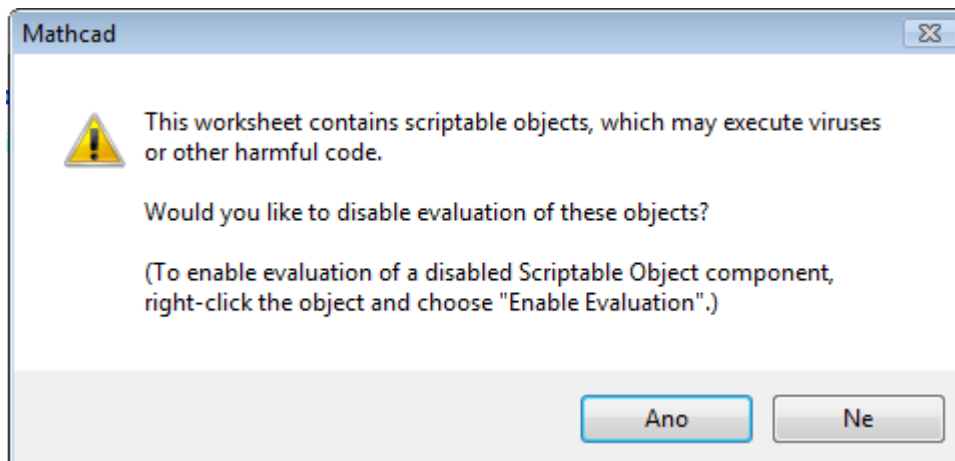 Mathcad
This worksheet contains scriptable objects, which may execute viruses
or other harmful code.
Would you like to disable evaluation of these objects?
(To enable evaluation of a disabled Scriptable Object component,
right-click the object and choose "Enable Evaluation".)
Ano
Ne